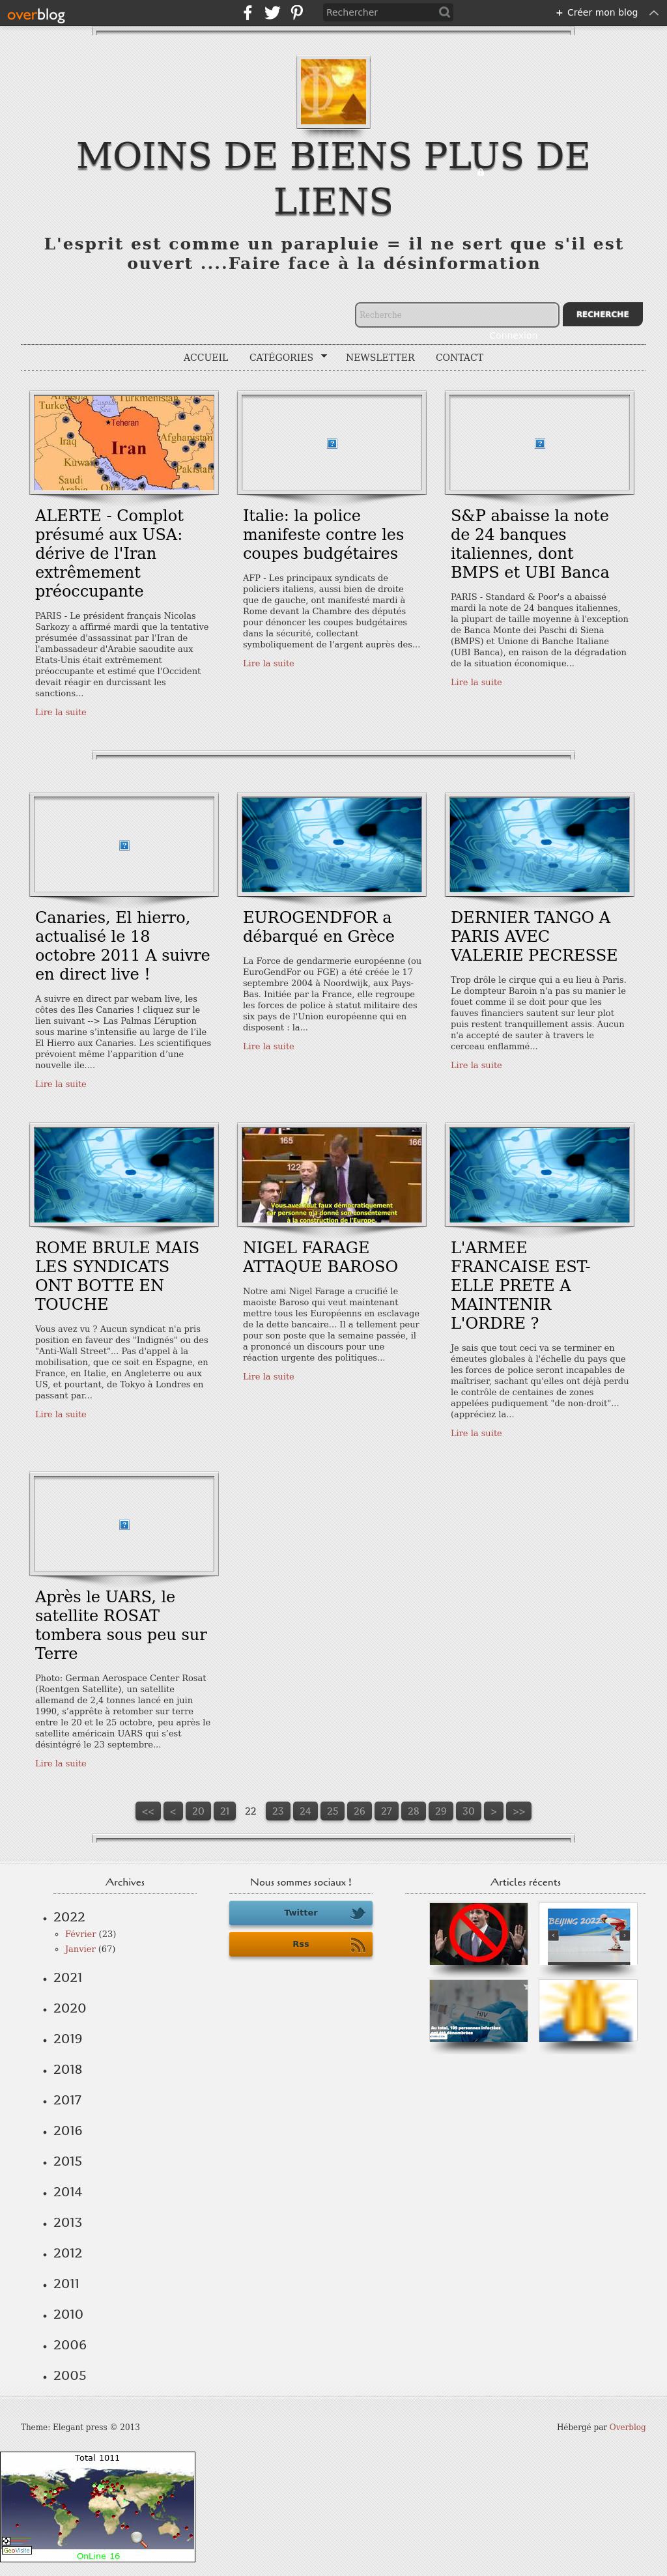 overblog
Rechercher
+ Créer mon blog
MOINS DE BIENS PLUS DE
LIENS
L'esprit est comme un parapluie = il ne sert que s'il est
ouvert ....Faire face à la désinformation
Recherche
RECHERCHE
Connexion
ACCUEIL
CATÉGORIES
NEWSLETTER
CONTACT
Turkey
Caspian Sea
Turkmenistan
Teheran
Iraq
Iran
Afghanistan
Kuwait
Pakistan
Saudi
Qatar
ALERTE - Complot
présumé aux USA:
dérive de l'Iran
extrêmement
préoccupante
PARIS - Le président français Nicolas
Sarkozy a affirmé mardi que la tentative
présumée d'assassinat par l'Iran de
l'ambassadeur d'Arabie saoudite aux
Etats-Unis était extrêmement
préoccupante et estimé que l'Occident
devait réagir en durcissant les
sanctions...
Lire la suite
Italie: la police
manifeste contre les
coupes budgétaires
AFP - Les principaux syndicats de
policiers italiens, aussi bien de droite
que de gauche, ont manifesté mardi à
Rome devant la Chambre des députés
pour dénoncer les coupes budgétaires
dans la sécurité, collectant
symboliquement de l'argent auprès des...
Lire la suite
S&P abaisse la note
de 24 banques
italiennes, dont
BMPS et UBI Banca
PARIS - Standard & Poor's a abaissé
mardi la note de 24 banques italiennes,
la plupart de taille moyenne à l'exception
de Banca Monte dei Paschi di Siena
(BMPS) et Unione di Banche Italiane
(UBI Banca), en raison de la dégradation
de la situation économique...
Lire la suite
Canaries, El hierro,
actualisé le 18
octobre 2011 A suivre
en direct live !
A suivre en direct par webam live, les
côtes des Iles Canaries ! cliquez sur le
lien suivant --> Las Palmas L’éruption
sous marine s’intensifie au large de l’île
El Hierro aux Canaries. Les scientifiques
prévoient même l’apparition d’une
nouvelle ile....
Lire la suite
EUROGENDFOR a
débarqué en Grèce
La Force de gendarmerie européenne (ou
EuroGendFor ou FGE) a été créée le 17
septembre 2004 à Noordwijk, aux Pays-
Bas. Initiée par la France, elle regroupe
les forces de police à statut militaire des
six pays de l'Union européenne qui en
disposent : la...
Lire la suite
DERNIER TANGO A
PARIS AVEC
VALERIE PECRESSE
Trop drôle le cirque qui a eu lieu à Paris.
Le dompteur Baroin n'a pas su manier le
fouet comme il se doit pour que les
fauves financiers sautent sur leur plot
puis restent tranquillement assis. Aucun
n'a accepté de sauter à travers le
cerceau enflammé...
Lire la suite
165
166
122
Vous avez tout faux démocratiquement
car personne n'a donné son consentement
à la construction de l'Europe.
ROME BRULE MAIS
LES SYNDICATS
ONT BOTTE EN
TOUCHE
Vous avez vu ? Aucun syndicat n'a pris
position en faveur des "Indignés" ou des
"Anti-Wall Street"... Pas d'appel à la
mobilisation, que ce soit en Espagne, en
France, en Italie, en Angleterre ou aux
US, et pourtant, de Tokyo à Londres en
passant par...
Lire la suite
NIGEL FARAGE
ATTAQUE BAROSO
Notre ami Nigel Farage a crucifié le
maoiste Baroso qui veut maintenant
mettre tous les Européenns en esclavage
de la dette bancaire... Il a tellement peur
pour son poste que la semaine passée, il
a prononcé un discours pour une
réaction urgente des politiques...
Lire la suite
L'ARMEE
FRANCAISE EST-
ELLE PRETE A
MAINTENIR
L'ORDRE ?
Je sais que tout ceci va se terminer en
émeutes globales à l'échelle du pays que
les forces de police seront incapables de
maîtriser, sachant qu'elles ont déjà perdu
le contrôle de centaines de zones
appelées pudiquement "de non-droit"...
(appréciez la...
Lire la suite
Après le UARS, le
satellite ROSAT
tombera sous peu sur
Terre
Photo: German Aerospace Center Rosat
(Roentgen Satellite), un satellite
allemand de 2,4 tonnes lancé en juin
1990, s’apprête à retomber sur terre
entre le 20 et le 25 octobre, peu après le
satellite américain UARS qui s’est
désintégré le 23 septembre...
Lire la suite
<< < 20 21 22 23 24 25 26 27 28 29 30 > >>
Archives
2022
Février (23)
Janvier (67)
2021
2020
2019
2018
2017
2016
2015
2014
2013
2012
2011
2010
2006
2005
Nous sommes sociaux !
Twitter
Rss
Articles récents
BEIJING 2022
HIV
Theme: Elegant press © 2013
Hébergé par Overblog
Total 1011
GeoVisite
OnLine 16